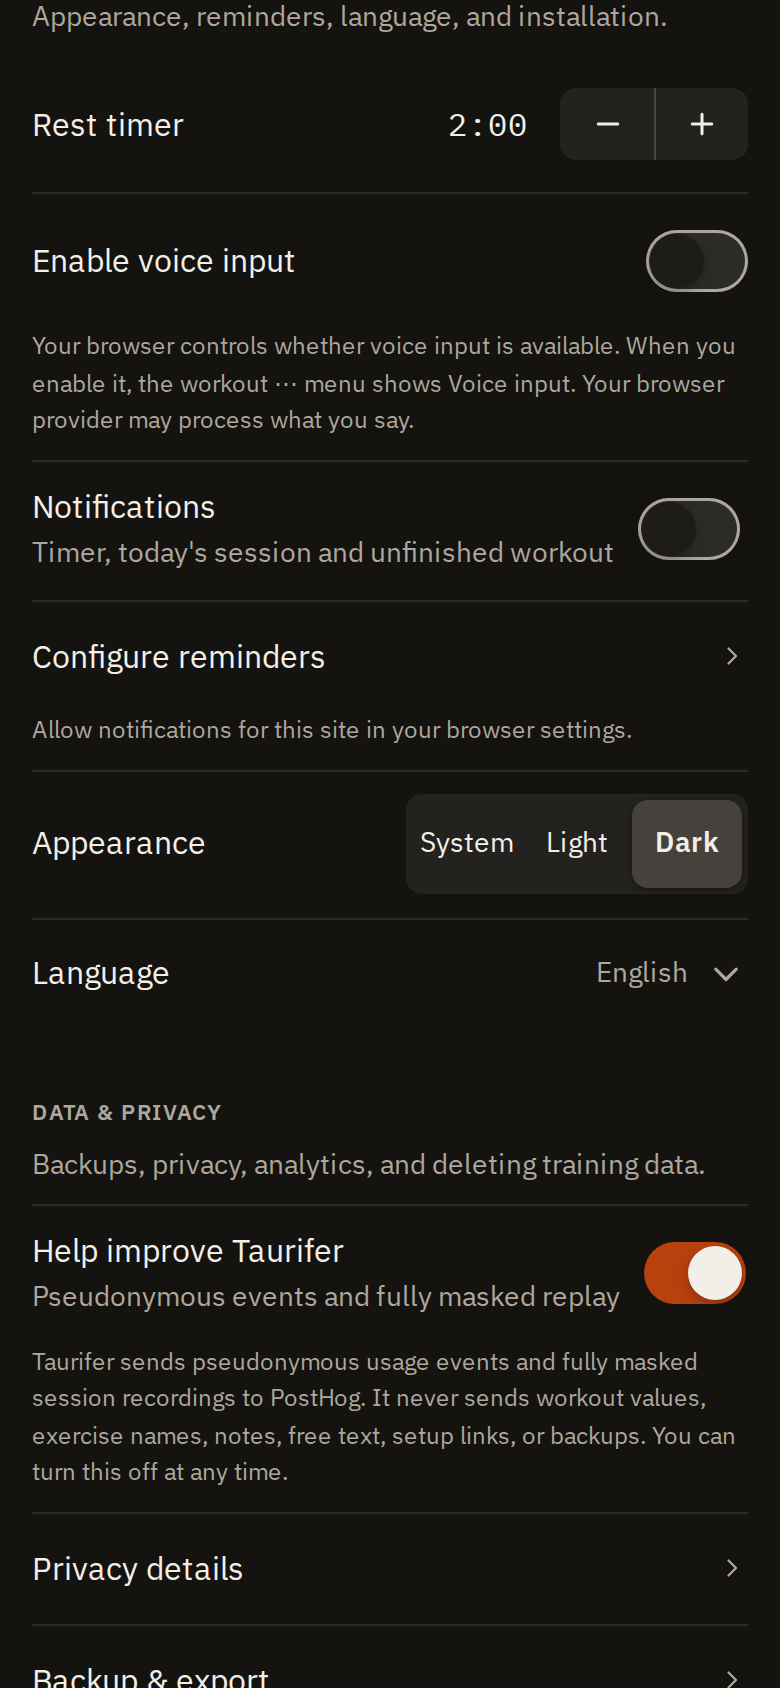 Appearance, reminders, language, and installation.
Rest timer 2:00 − +
Enable voice input
Your browser controls whether voice input is available. When you
enable it, the workout ··· menu shows Voice input. Your browser
provider may process what you say.
Notifications
Timer, today's session and unfinished workout
Configure reminders
Allow notifications for this site in your browser settings.
Appearance System Light Dark
Language English
DATA & PRIVACY
Backups, privacy, analytics, and deleting training data.
Help improve Taurifer
Pseudonymous events and fully masked replay
Taurifer sends pseudonymous usage events and fully masked
session recordings to PostHog. It never sends workout values,
exercise names, notes, free text, setup links, or backups. You can
turn this off at any time.
Privacy details
Backup & export